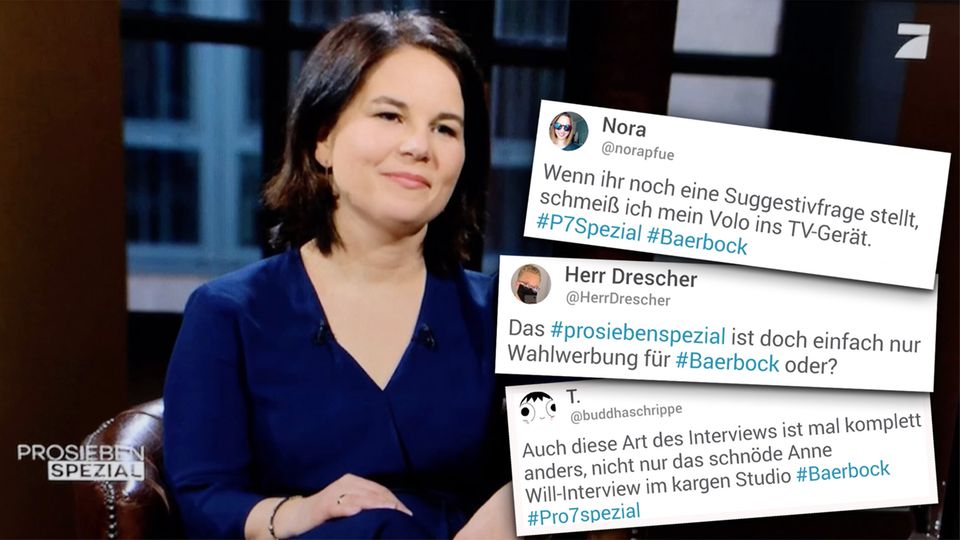 7
Nora
@norapfue
Wenn ihr noch eine Suggestivfrage stellt,
schmeiß ich mein Volo ins TV-Gerät.
#P7Spezial #Baerbock
Herr Drescher
@HerrDrescher
Das #prosiebenspezial ist doch einfach nur
Wahlwerbung für #Baerbock oder?
T.
@buddhaschrippe
Auch diese Art des Interviews ist mal komplett
anders, nicht nur das schnöde Anne
Will-Interview im kargen Studio #Baerbock
#Pro7spezial
PROSIEBEN
SPEZIAL